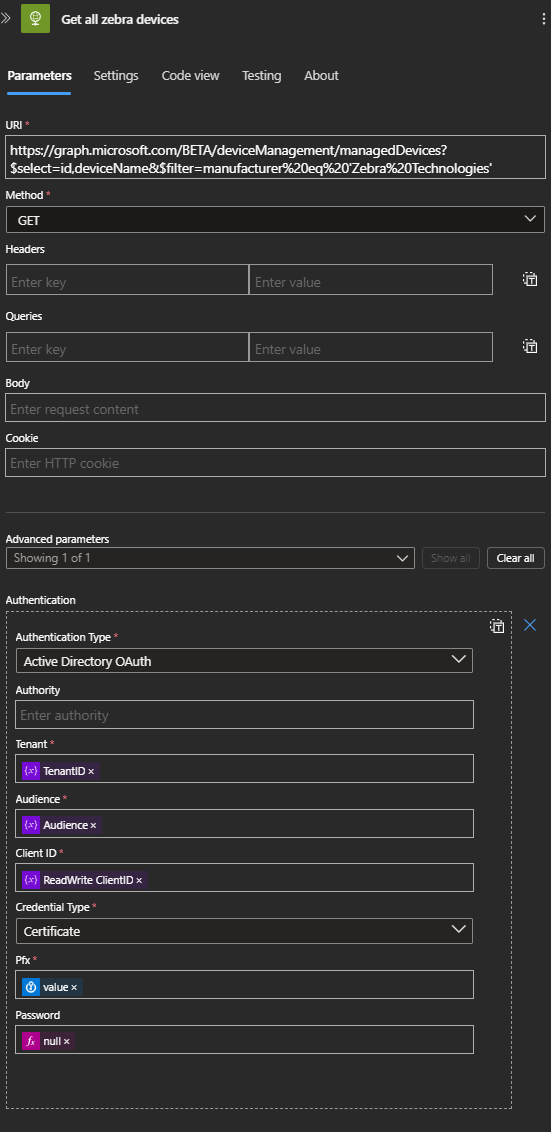 Get all zebra devices
Parameters Settings Code view Testing About
URI *
https://graph.microsoft.com/BETA/deviceManagement/managedDevices?
$select=id,deviceName&$filter=manufacturer%20eq%20'Zebra%20Technologies'
Method *
GET
Headers
Enter key Enter value
Queries
Enter key Enter value
Body
Enter request content
Cookie
Enter HTTP cookie
Advanced parameters
Showing 1 of 1 Show all Clear all
Authentication
Authentication Type *
Active Directory OAuth
Authority
Enter authority
Tenant *
{x} TenantID ×
Audience *
{x} Audience ×
Client ID *
{x} ReadWrite ClientID ×
Credential Type *
Certificate
Pfx *
value ×
Password
fx null ×